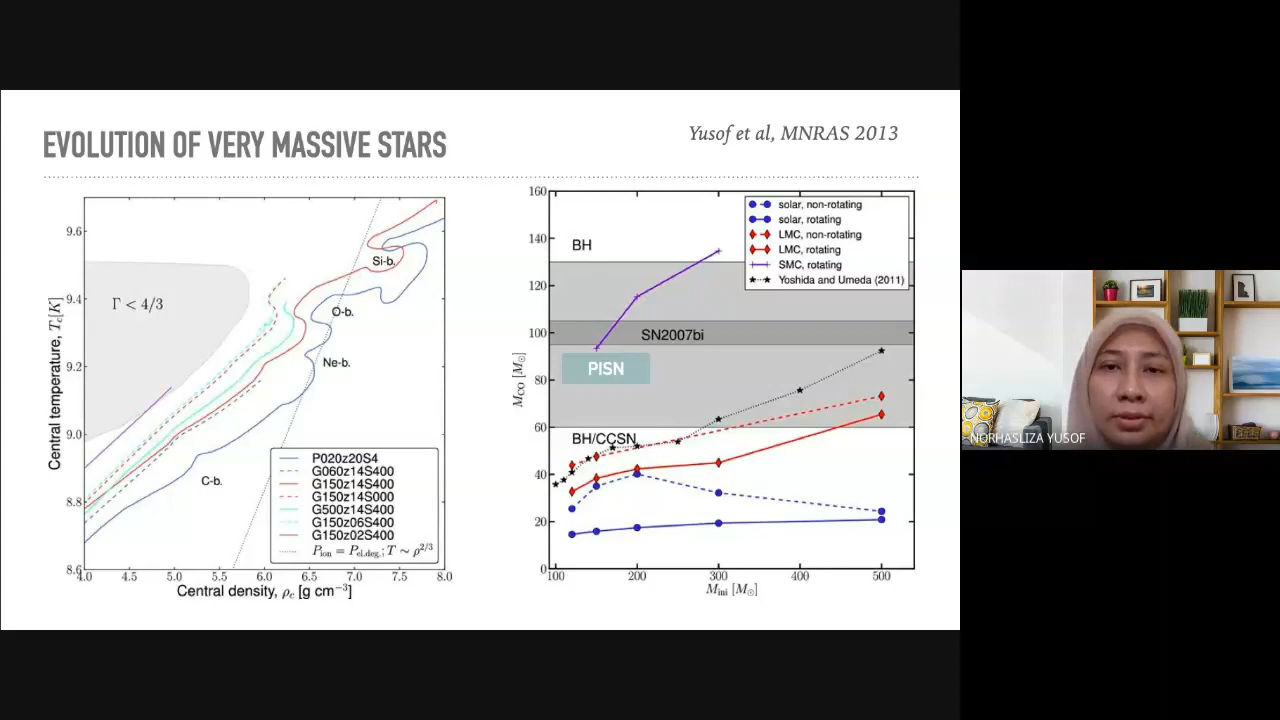 EVOLUTION OF VERY MASSIVE STARS
Yusof et al, MNRAS 2013
9.6
9.4
9.2
9.0
8.8
8.6
Central temperature, T_c[K]
Γ < 4/3
Si-b.
O-b.
Ne-b.
C-b.
P020z20S4
G060z14S400
G150z14S400
G150z14S000
G500z14S400
G150z06S400
G150z02S400
P_ion = P_el.deg.; T ~ ρ^2/3
4.0 4.5 5.0 5.5 6.0 6.5 7.0 7.5 8.0
Central density, ρ_c [g cm⁻³]
160
140
120
100
80
60
40
20
0
M_CO [M_⊙]
BH
SN2007bi
PISN
BH/CCSN
solar, non-rotating
solar, rotating
LMC, non-rotating
LMC, rotating
SMC, rotating
Yoshida and Umeda (2011)
100 200 300 400 500
M_ini [M_⊙]
NORHASLIZA YUSOF